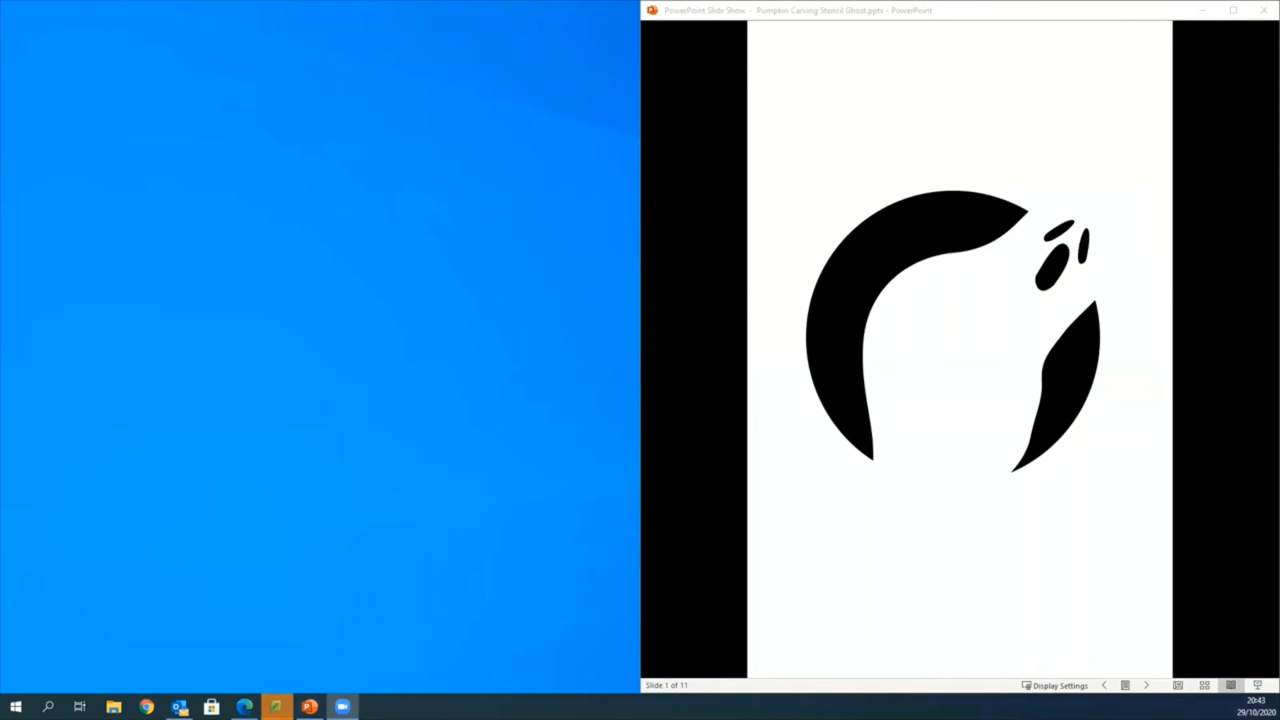 PowerPoint Slide Show - Pumpkin Carving Stencil Ghost.pptx - PowerPoint
Slide 1 of 11
Display Settings
20:43
29/10/2020